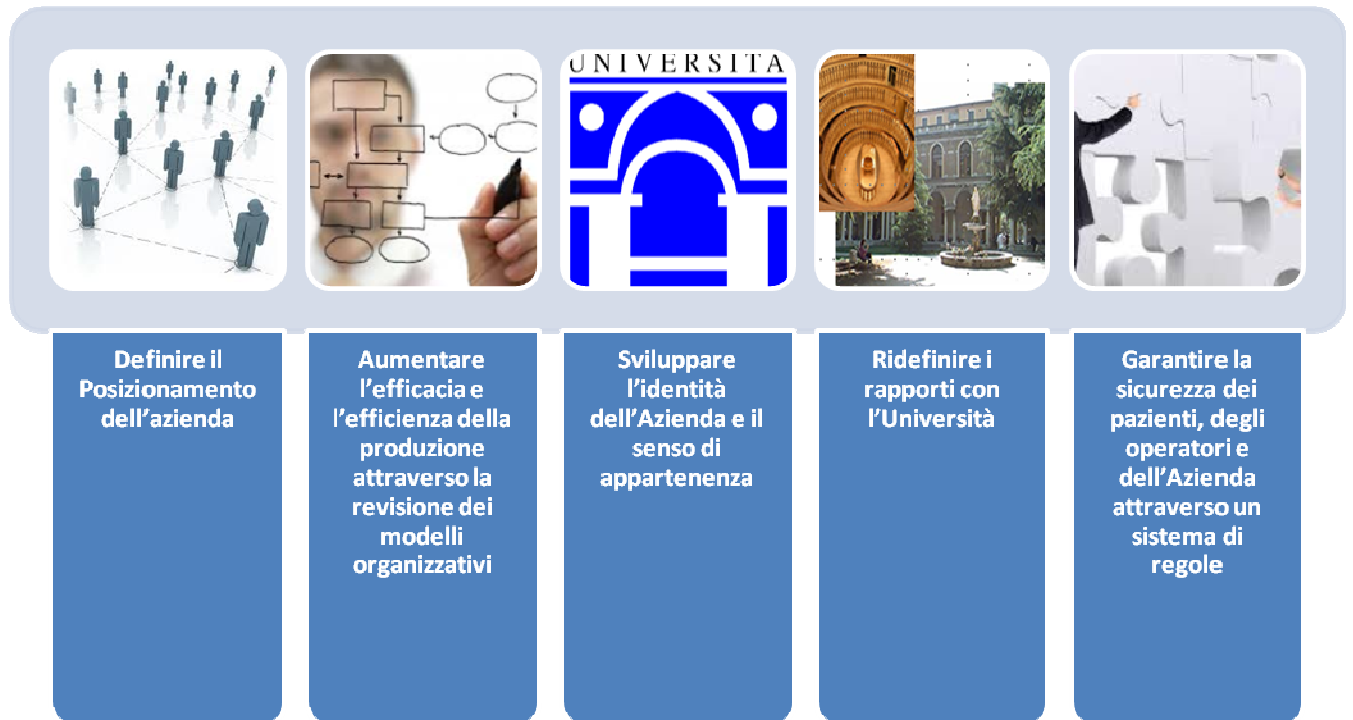 UNIVERSITA
Definire il
Posizionamento
dell'azienda
Aumentare
l'efficacia e
l'efficienza della
produzione
attraverso la
revisione dei
modelli
organizzativi
Sviluppare
l'identità
dell'Azienda e il
senso di
appartenenza
Ridefinire i
rapporti con
l'Università
Garantire la
sicurezza dei
pazienti, degli
operatori e
dell'Azienda
attraverso un
sistema di
regole